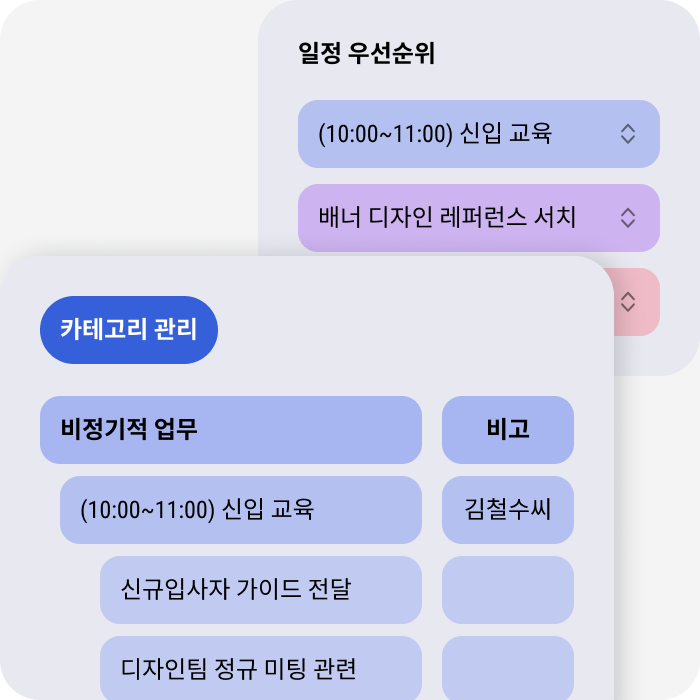 일정 우선순위
(10:00~11:00) 신입 교육
배너 디자인 레퍼런스 서치
카테고리 관리
비정기적 업무 비고
(10:00~11:00) 신입 교육 김철수씨
신규입사자 가이드 전달
디자인팀 정규 미팅 관련